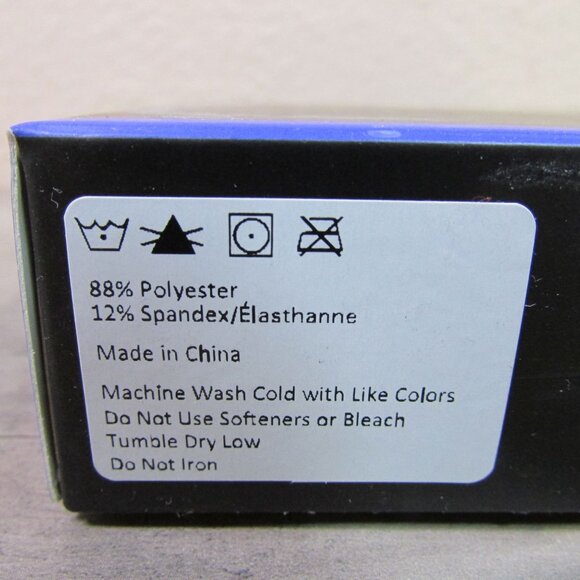 88% Polyester
12% Spandex/Élasthanne
Made in China
Machine Wash Cold with Like Colors
Do Not Use Softeners or Bleach
Tumble Dry Low
Do Not Iron